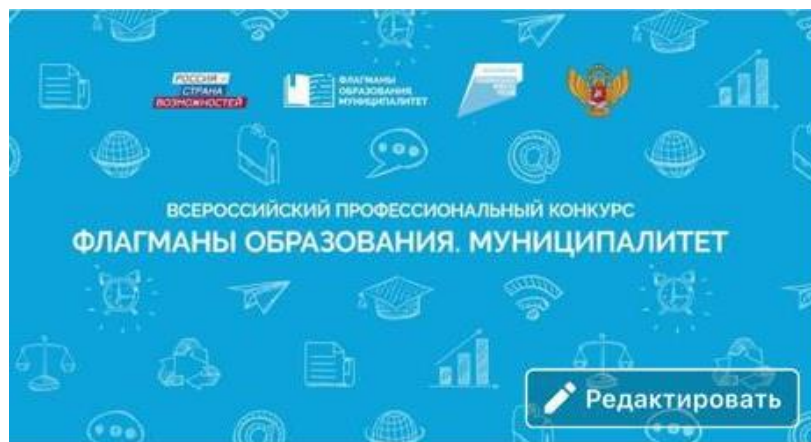 РОССИЯ –
СТРАНА
ВОЗМОЖНОСТЕЙ
ФЛАГМАНЫ
ОБРАЗОВАНИЯ
МУНИЦИПАЛИТЕТ
ВСЕРОССИЙСКИЙ ПРОФЕССИОНАЛЬНЫЙ КОНКУРС
ФЛАГМАНЫ ОБРАЗОВАНИЯ. МУНИЦИПАЛИТЕТ
Редактировать